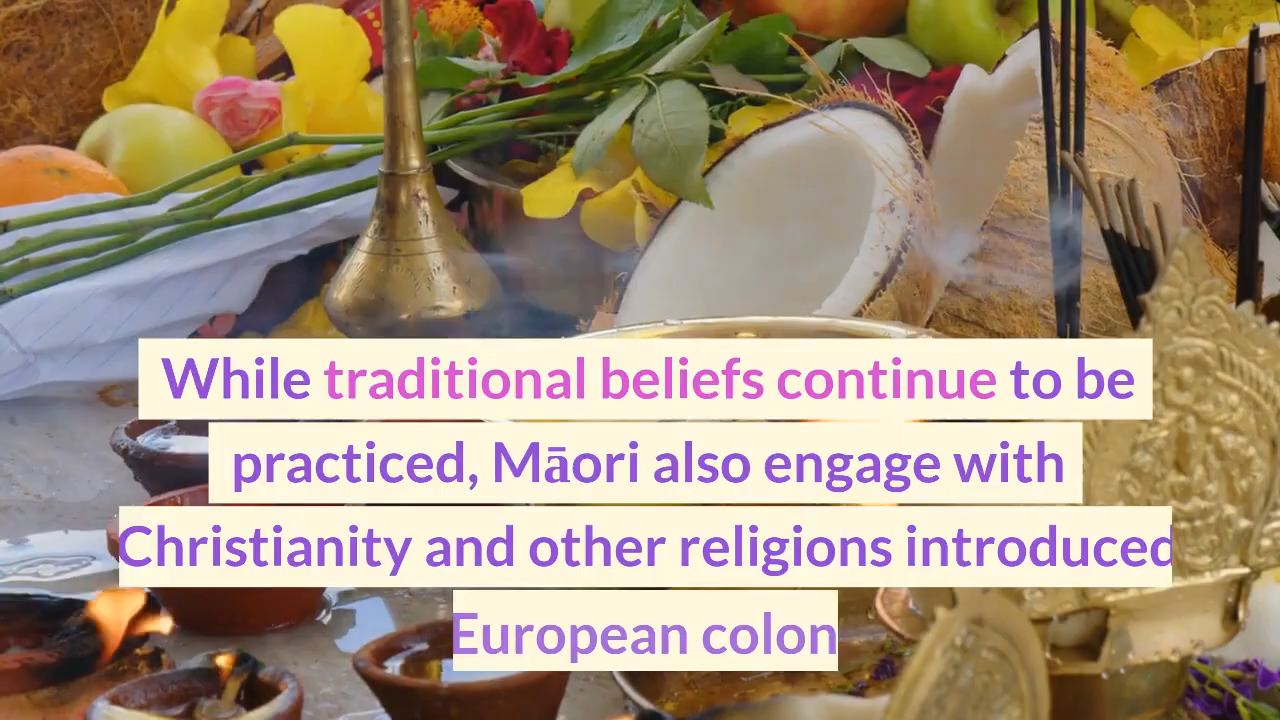 While traditional beliefs continue to be
practiced, Māori also engage with
Christianity and other religions introduced
European colon